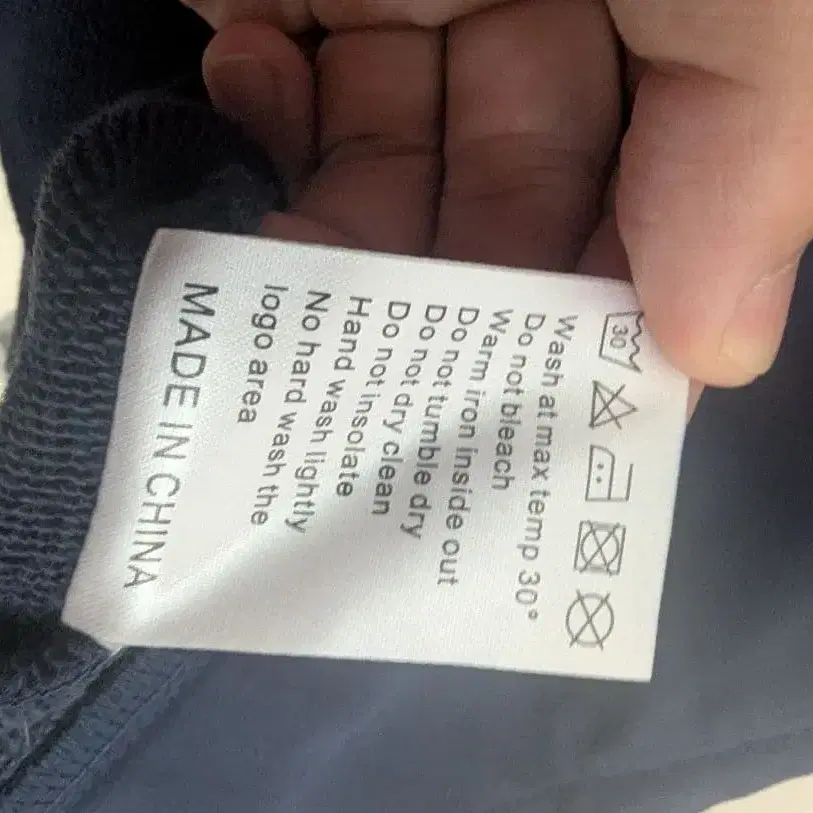 30
Wash at max temp 30°
Do not bleach
Warm iron inside out
Do not tumble dry
Do not dry clean
Do not insolate
Hand wash lightly
No hard wash the
logo area
MADE IN CHINA